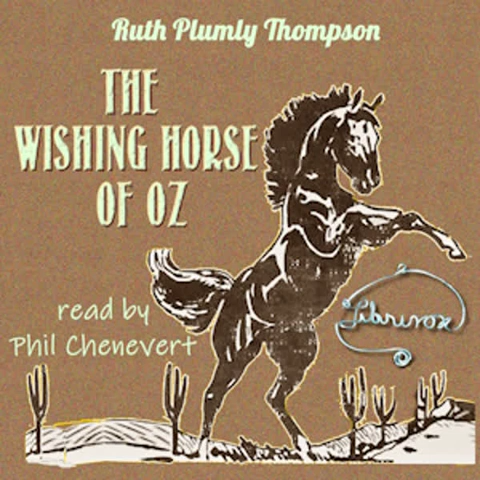 Ruth Plumly Thompson
THE
WISHING HORSE
OF OZ
read by
Phil Chenevert
Librivox